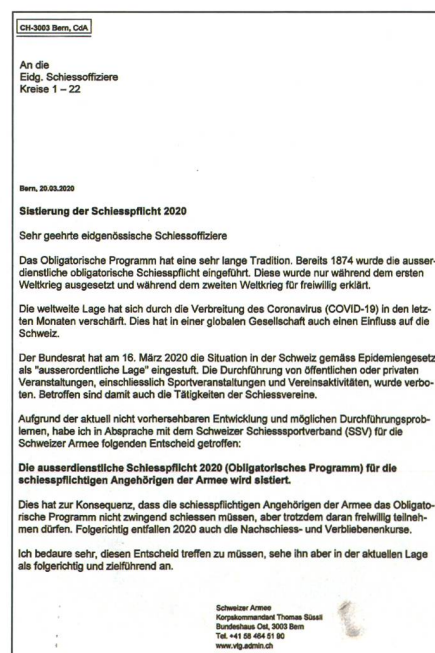 CH-3003 Bern, CdA
An die
Eidg. Schiessoffiziere
Kreise 1 – 22
Bern, 20.03.2020
Sistierung der Schiesspflicht 2020
Sehr geehrte eidgenössische Schiessoffiziere
Das Obligatorische Programm hat eine sehr lange Tradition. Bereits 1874 wurde die ausser-
dienstliche obligatorische Schiesspflicht eingeführt. Diese wurde nur während dem ersten
Weltkrieg ausgesetzt und während dem zweiten Weltkrieg für freiwillig erklärt.
Die weltweite Lage hat sich durch die Verbreitung des Coronavirus (COVID-19) in den letz-
ten Monaten verschärft. Dies hat in einer globalen Gesellschaft auch einen Einfluss auf die
Schweiz.
Der Bundesrat hat am 16. März 2020 die Situation in der Schweiz gemäss Epidemiengesetz
als "ausserordentliche Lage" eingestuft. Die Durchführung von öffentlichen oder privaten
Veranstaltungen, einschliesslich Sportveranstaltungen und Vereinsaktivitäten, wurde verbo-
ten. Betroffen sind damit auch die Tätigkeiten der Schiessvereine.
Aufgrund der aktuell nicht vorhersehbaren Entwicklung und möglichen Durchführungsprob-
lemen, habe ich in Absprache mit dem Schweizer Schiesssportverband (SSV) für die
Schweizer Armee folgenden Entscheid getroffen:
Die ausserdienstliche Schiesspflicht 2020 (Obligatorisches Programm) für die
schiesspflichtigen Angehörigen der Armee wird sistiert.
Dies hat zur Konsequenz, dass die schiesspflichtigen Angehörigen der Armee das Obligato-
rische Programm nicht zwingend schiessen müssen, aber trotzdem daran freiwillig teilneh-
men dürfen. Folgerichtig entfallen 2020 auch die Nachschiess- und Verbliebenenkurse.
Ich bedaure sehr, diesen Entscheid treffen zu müssen, sehe ihn aber in der aktuellen Lage
als folgerichtig und zielführend an.
Schweizer Armee
Korpskommandant Thomas Süssli
Bundeshaus Ost, 3003 Bern
Tel. +41 58 464 51 90
www.vtg.admin.ch